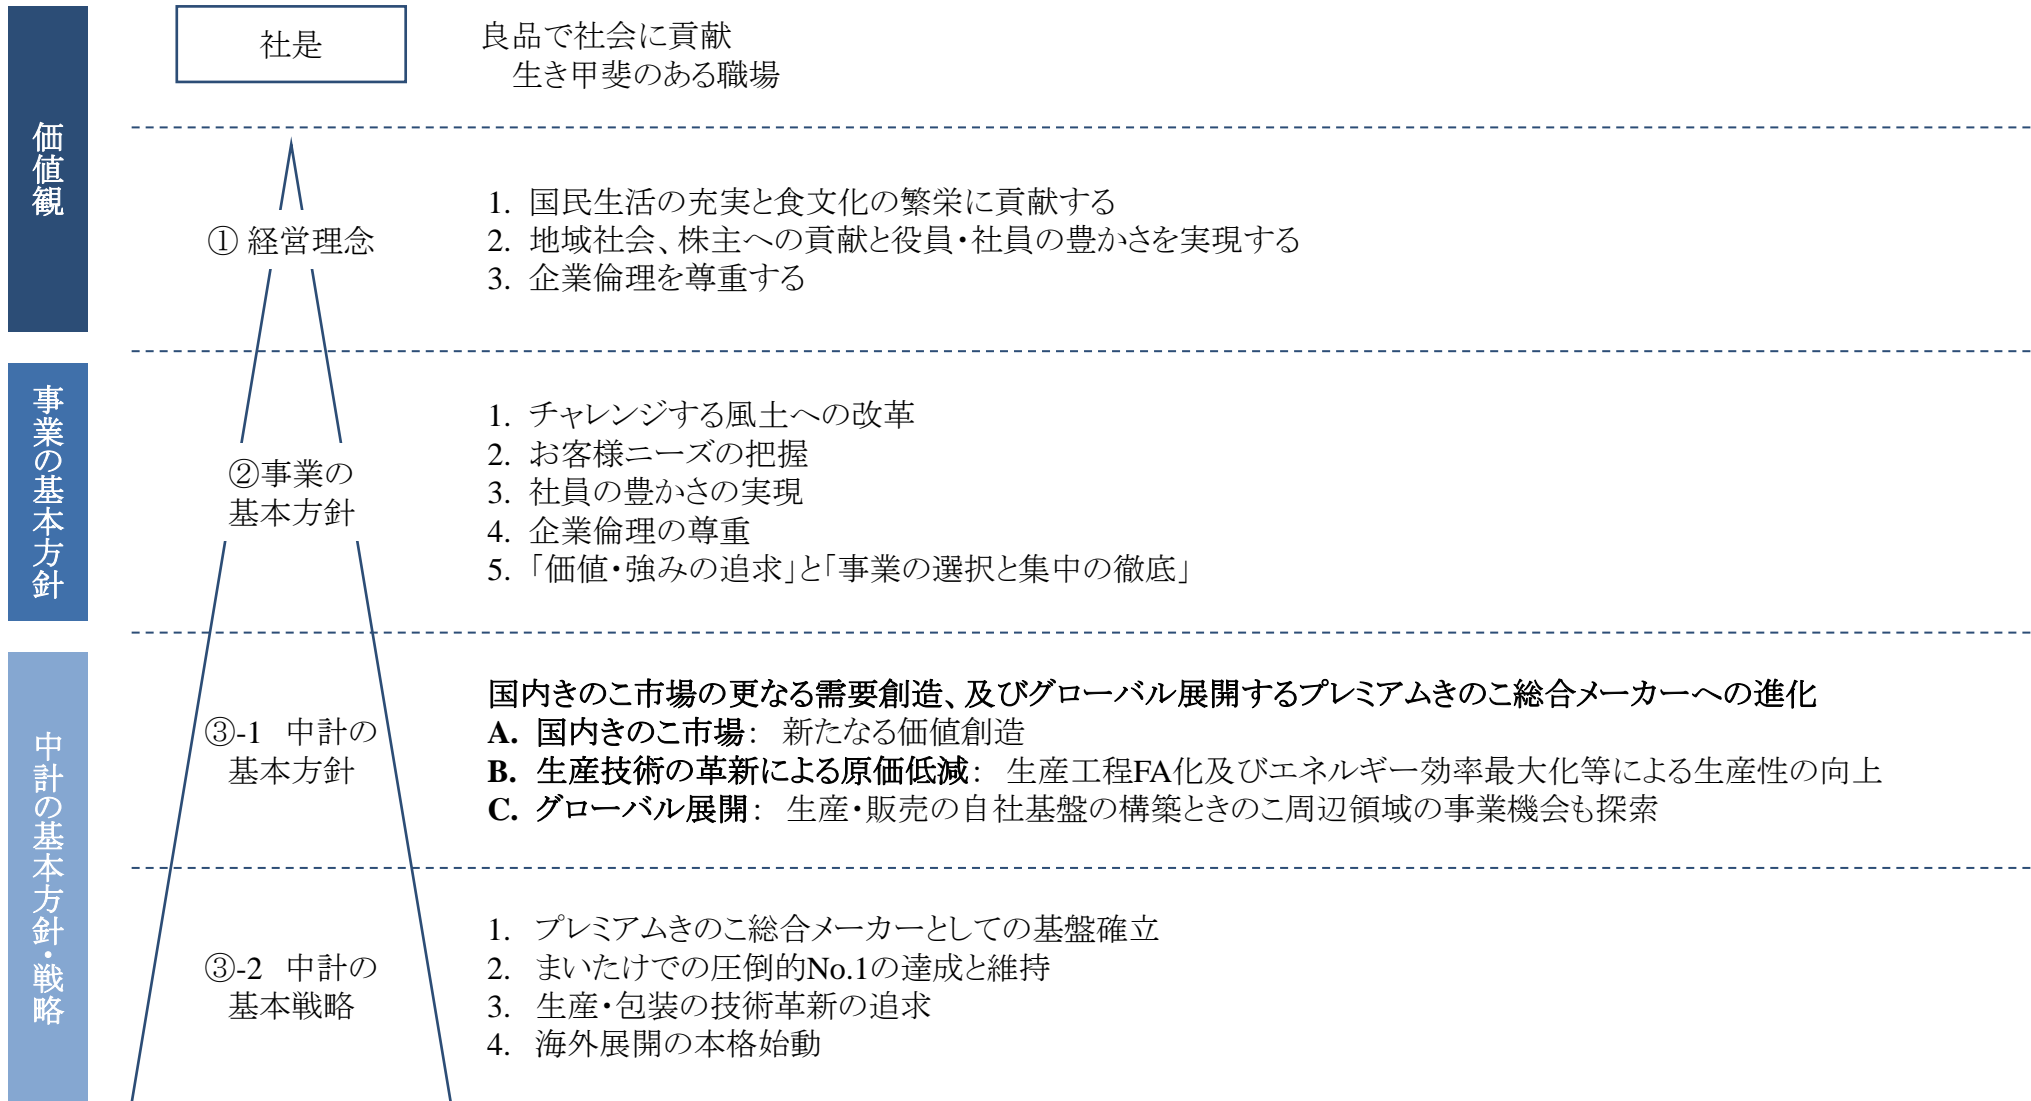 価値観
社是
良品で社会に貢献
生き甲斐のある職場
① 経営理念
1. 国民生活の充実と食文化の繁栄に貢献する
2. 地域社会、株主への貢献と役員・社員の豊かさを実現する
3. 企業倫理を尊重する
事業の基本方針
②事業の
基本方針
1. チャレンジする風土への改革
2. お客様ニーズの把握
3. 社員の豊かさの実現
4. 企業倫理の尊重
5. 「価値・強みの追求」と「事業の選択と集中の徹底」
中計の基本方針・戦略
③-1 中計の
基本方針
国内きのこ市場の更なる需要創造、及びグローバル展開するプレミアムきのこ総合メーカーへの進化
A. 国内きのこ市場： 新たなる価値創造
B. 生産技術の革新による原価低減： 生産工程FA化及びエネルギー効率最大化等による生産性の向上
C. グローバル展開： 生産・販売の自社基盤の構築ときのこ周辺領域の事業機会も探索
③-2 中計の
基本戦略
1. プレミアムきのこ総合メーカーとしての基盤確立
2. まいたけでの圧倒的No.1の達成と維持
3. 生産・包装の技術革新の追求
4. 海外展開の本格始動